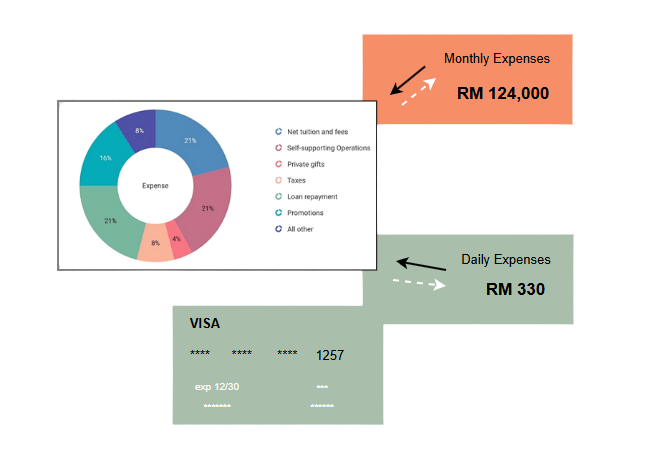 Monthly Expenses
RM 124,000
8%
21%
16%
Expense
21%
21%
8%
4%
Net tuition and fees
Self-supporting Operations
Private gifts
Taxes
Loan repayment
Promotions
All other
Daily Expenses
RM 330
VISA
**** **** **** 1257
exp 12/30 ***
******* ******